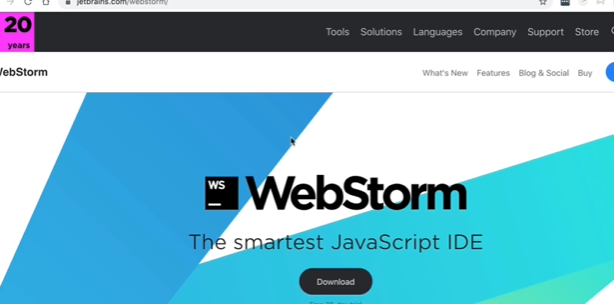 jetbrains.com/webstorm/
20
years
Tools Solutions Languages Company Support Store
WebStorm
What's New Features Blog & Social Buy
WS
WebStorm
The smartest JavaScript IDE
Download